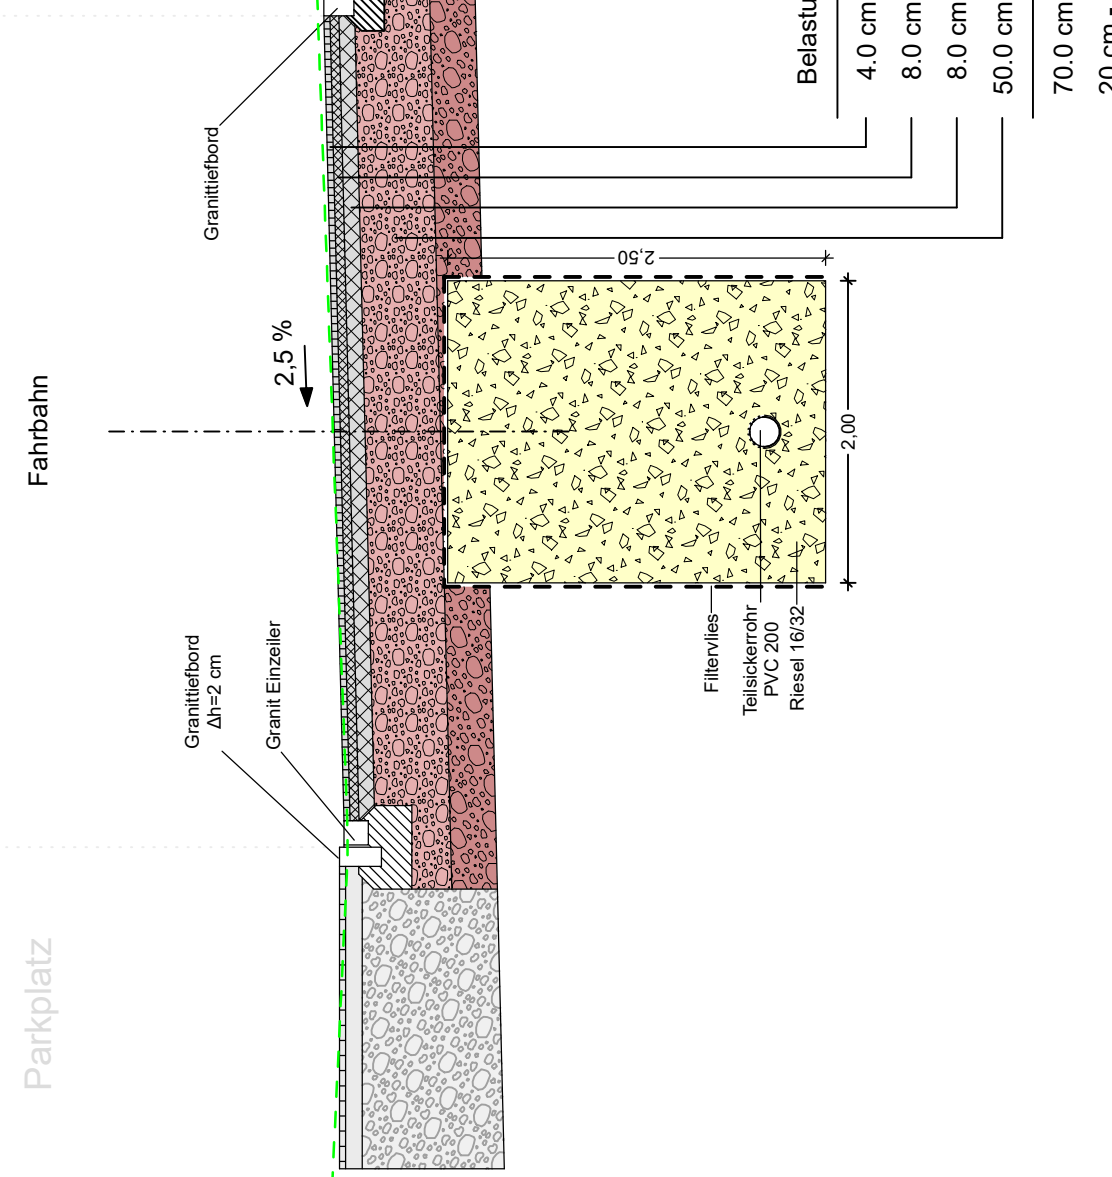 Parkplatz
Fahrbahn
Granittiefbord
Δh=2 cm
Granit Einzeiler
2,5 %
Granittiefbord
2,50
2,00
Filtervlies
Teilsickerrohr
PVC 200
Riesel 16/32
Belastu
4.0 cm
8.0 cm
8.0 cm
50.0 cm
70.0 cm
20 cm -